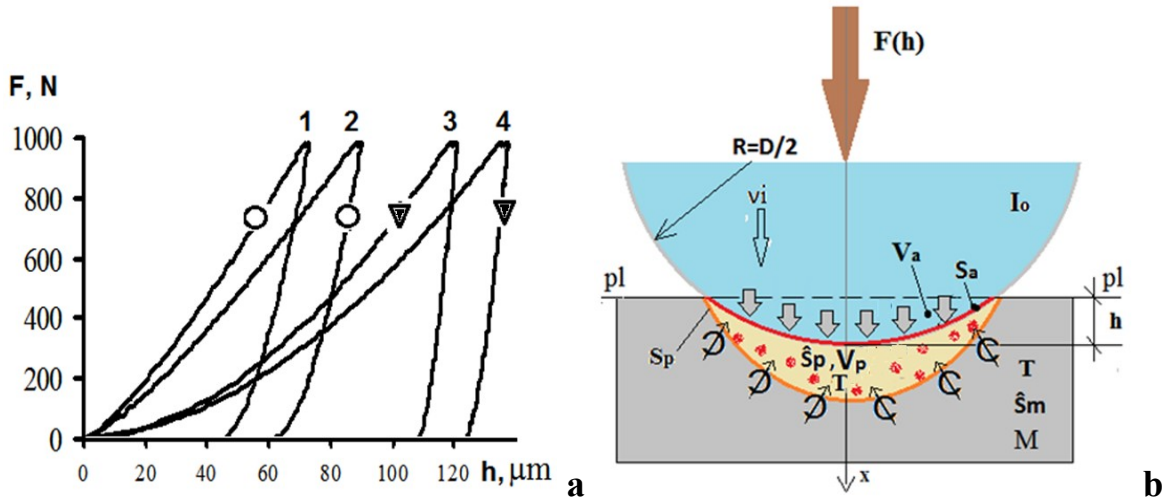 F, N
1 2 3 4
1000
800
600
400
200
0
0 20 40 60 80 100 120 h, μm
a
F(h)
R=D/2
vi
Io
Va
Sa
pl
pl
h
Sp
Ŝp, Vp
T
T
Ŝm
M
x
b